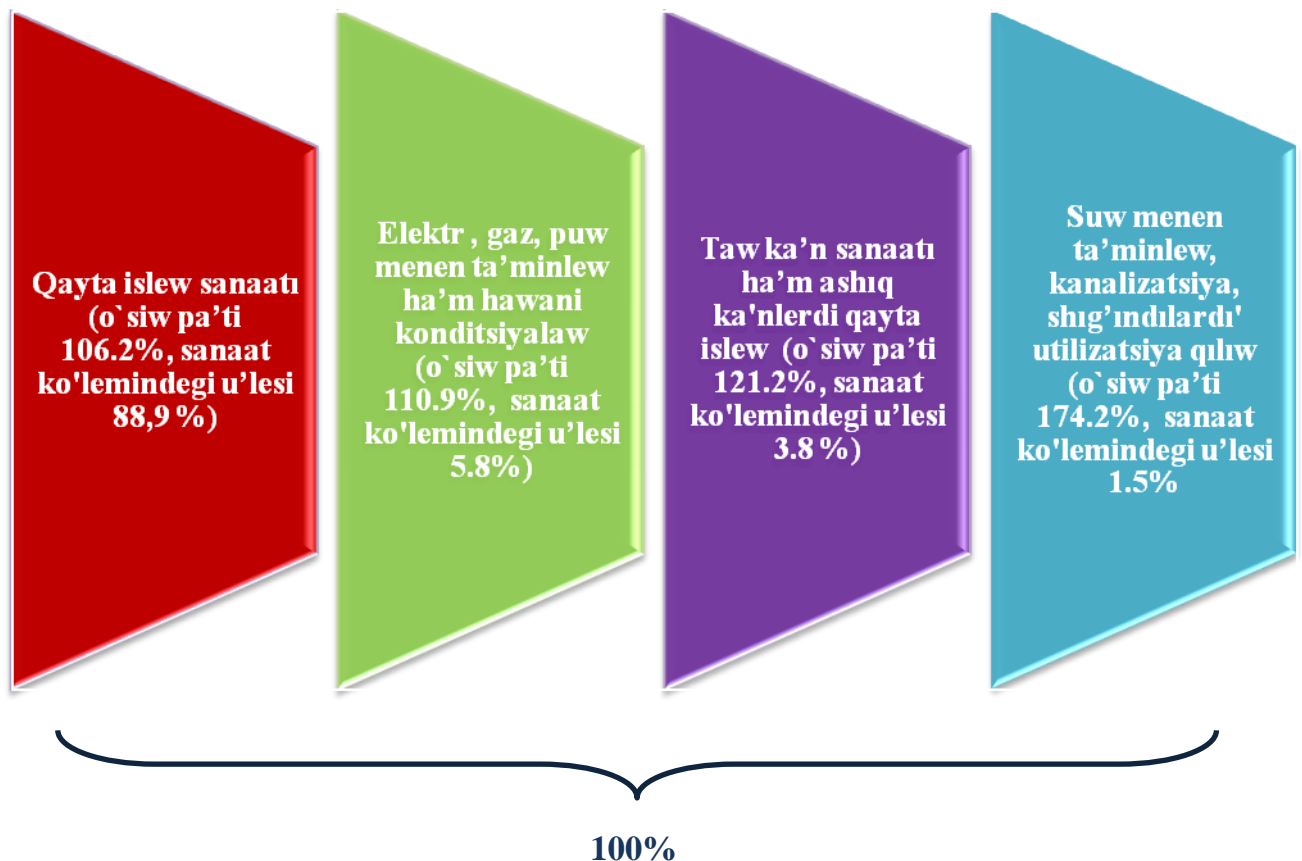 Qayta islew sanaatı
(o`siw pa’ti
106.2%, sanaat
ko'lemindegi u’lesi
88,9 %)
Elektr , gaz, puw
menen ta’minlew
ha’m hawani
konditsiyalaw
(o`siw pa’ti
110.9%, sanaat
ko'lemindegi u’lesi
5.8%)
Taw ka’n sanaatı
ha’m ashıq
ka'nlerdi qayta
islew (o`siw pa’ti
121.2%, sanaat
ko'lemindegi u’lesi
3.8 %)
Suw menen
ta’minlew,
kanalizatsiya,
shıg’ındılardı'
utilizatsiya qılıw
(o`siw pa’ti
174.2%, sanaat
ko'lemindegi u’lesi
1.5%
100%